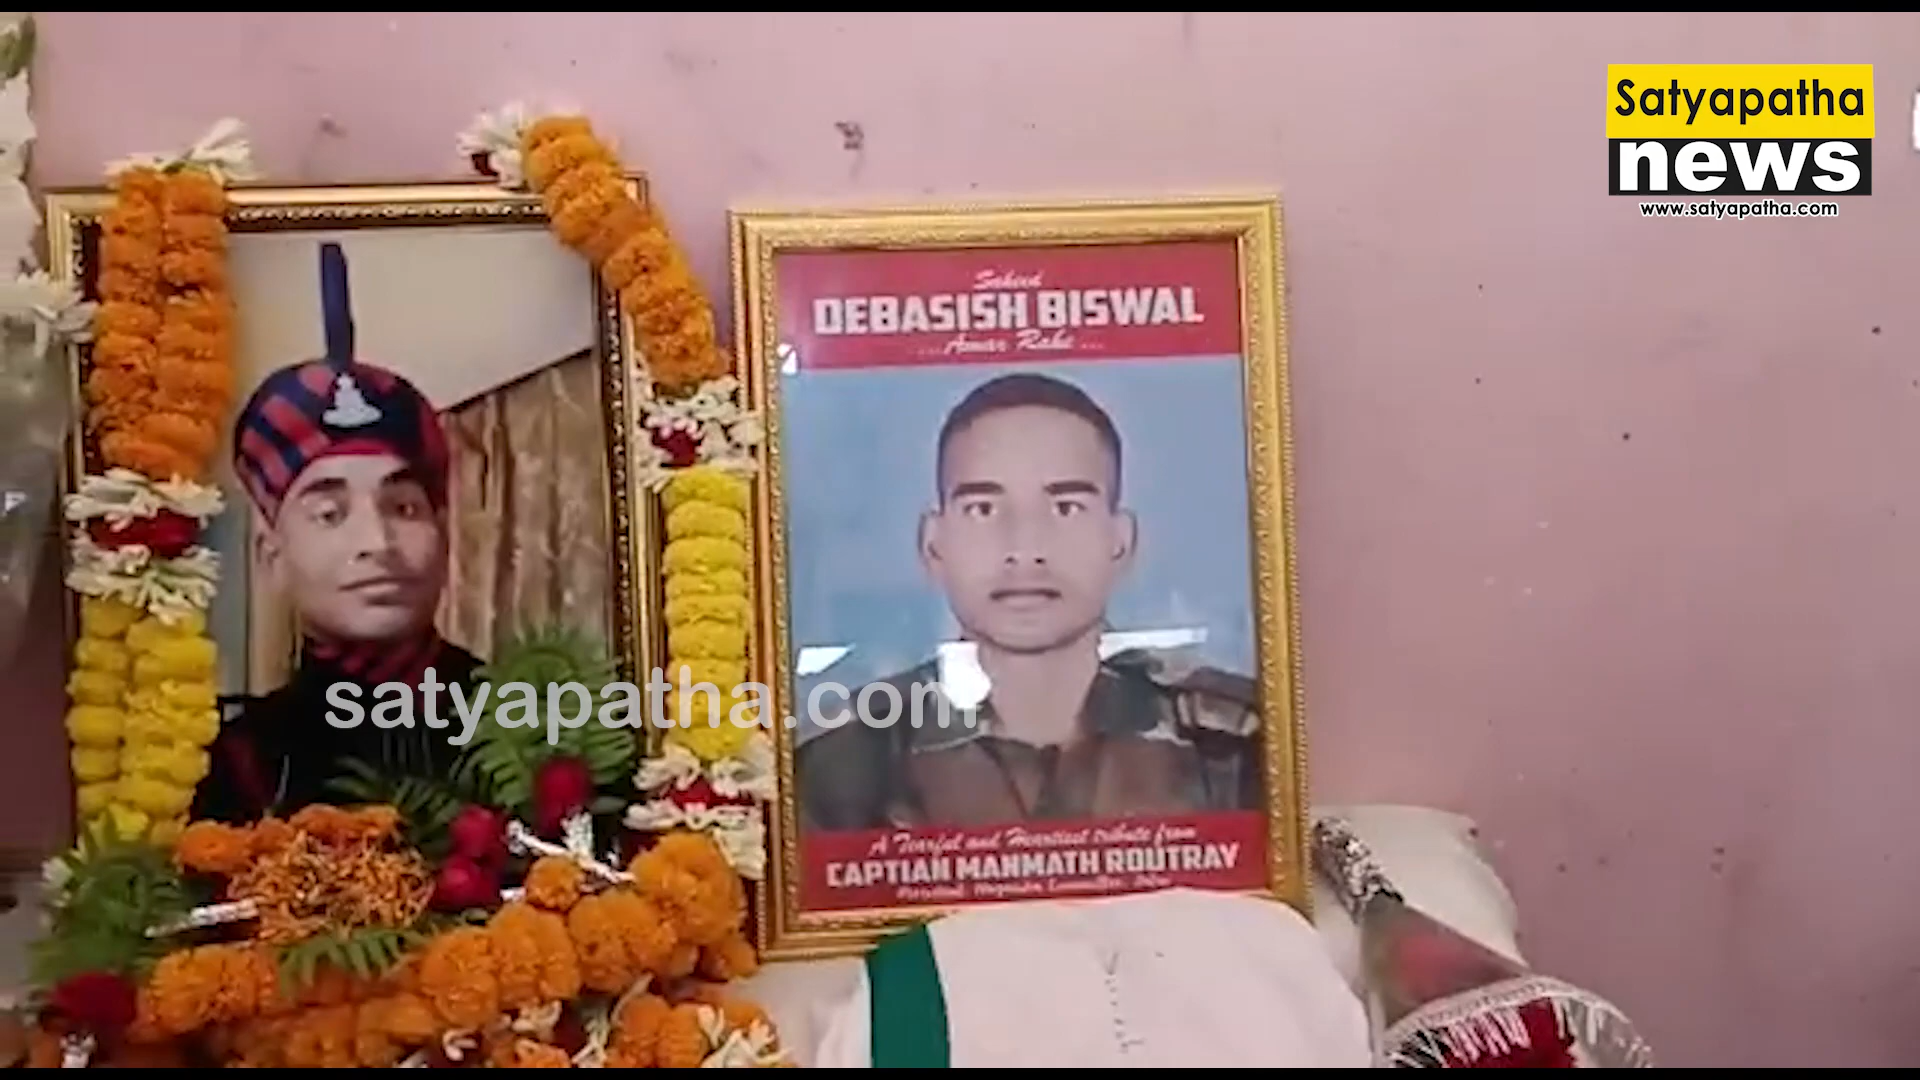 Satyapatha
news
www.satyapatha.com
Saheed
DEBASISH BISWAL
... Amar Rahe ...
satyapatha.com
A Tearful and Heartiest tribute from
CAPTIAN MANMATH ROUTRAY